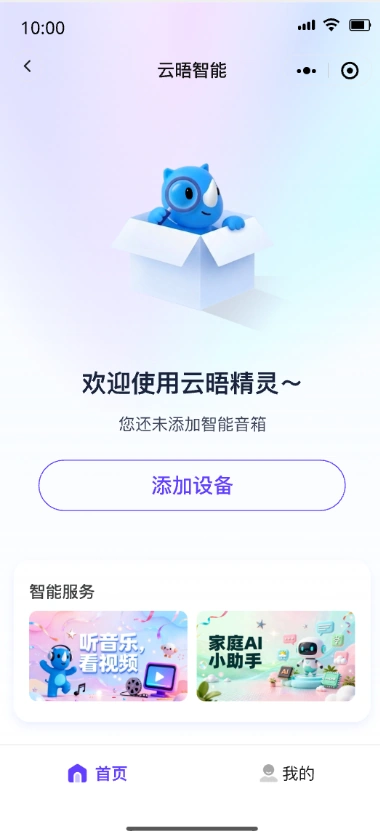 10:00
云晤智能
欢迎使用云晤精灵～
您还未添加智能音箱
添加设备
智能服务
听音乐，
看视频
家庭AI
小助手
AI
首页
我的